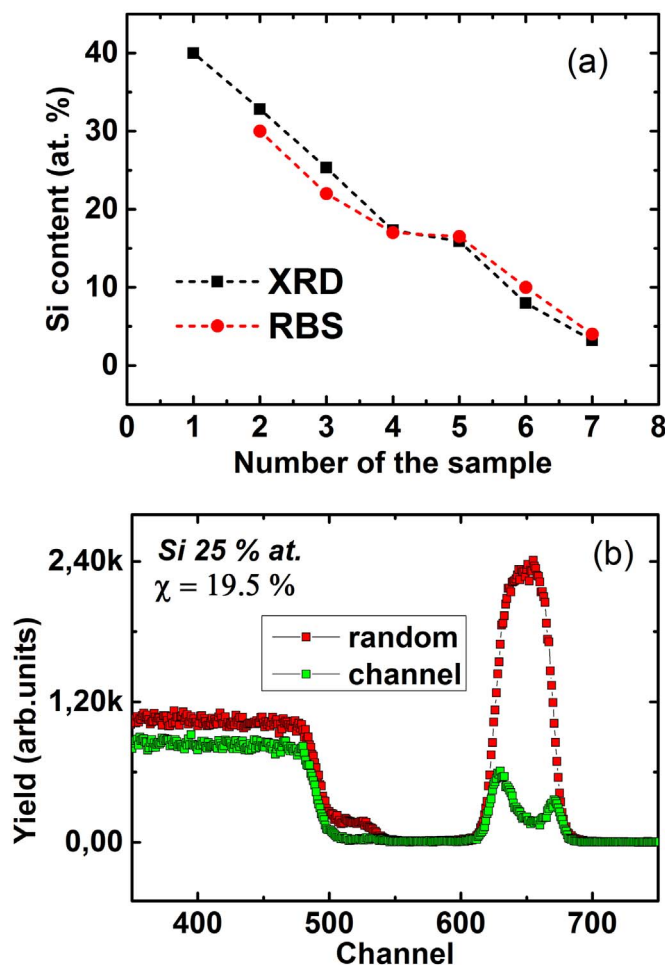 (a)
Si content (at. %)
40
30
20
10
0
XRD
RBS
0 1 2 3 4 5 6 7 8
Number of the sample
(b)
Si 25 % at.
χ = 19.5 %
random
channel
Yield (arb.units)
2,40k
1,20k
0,00
400 500 600 700
Channel